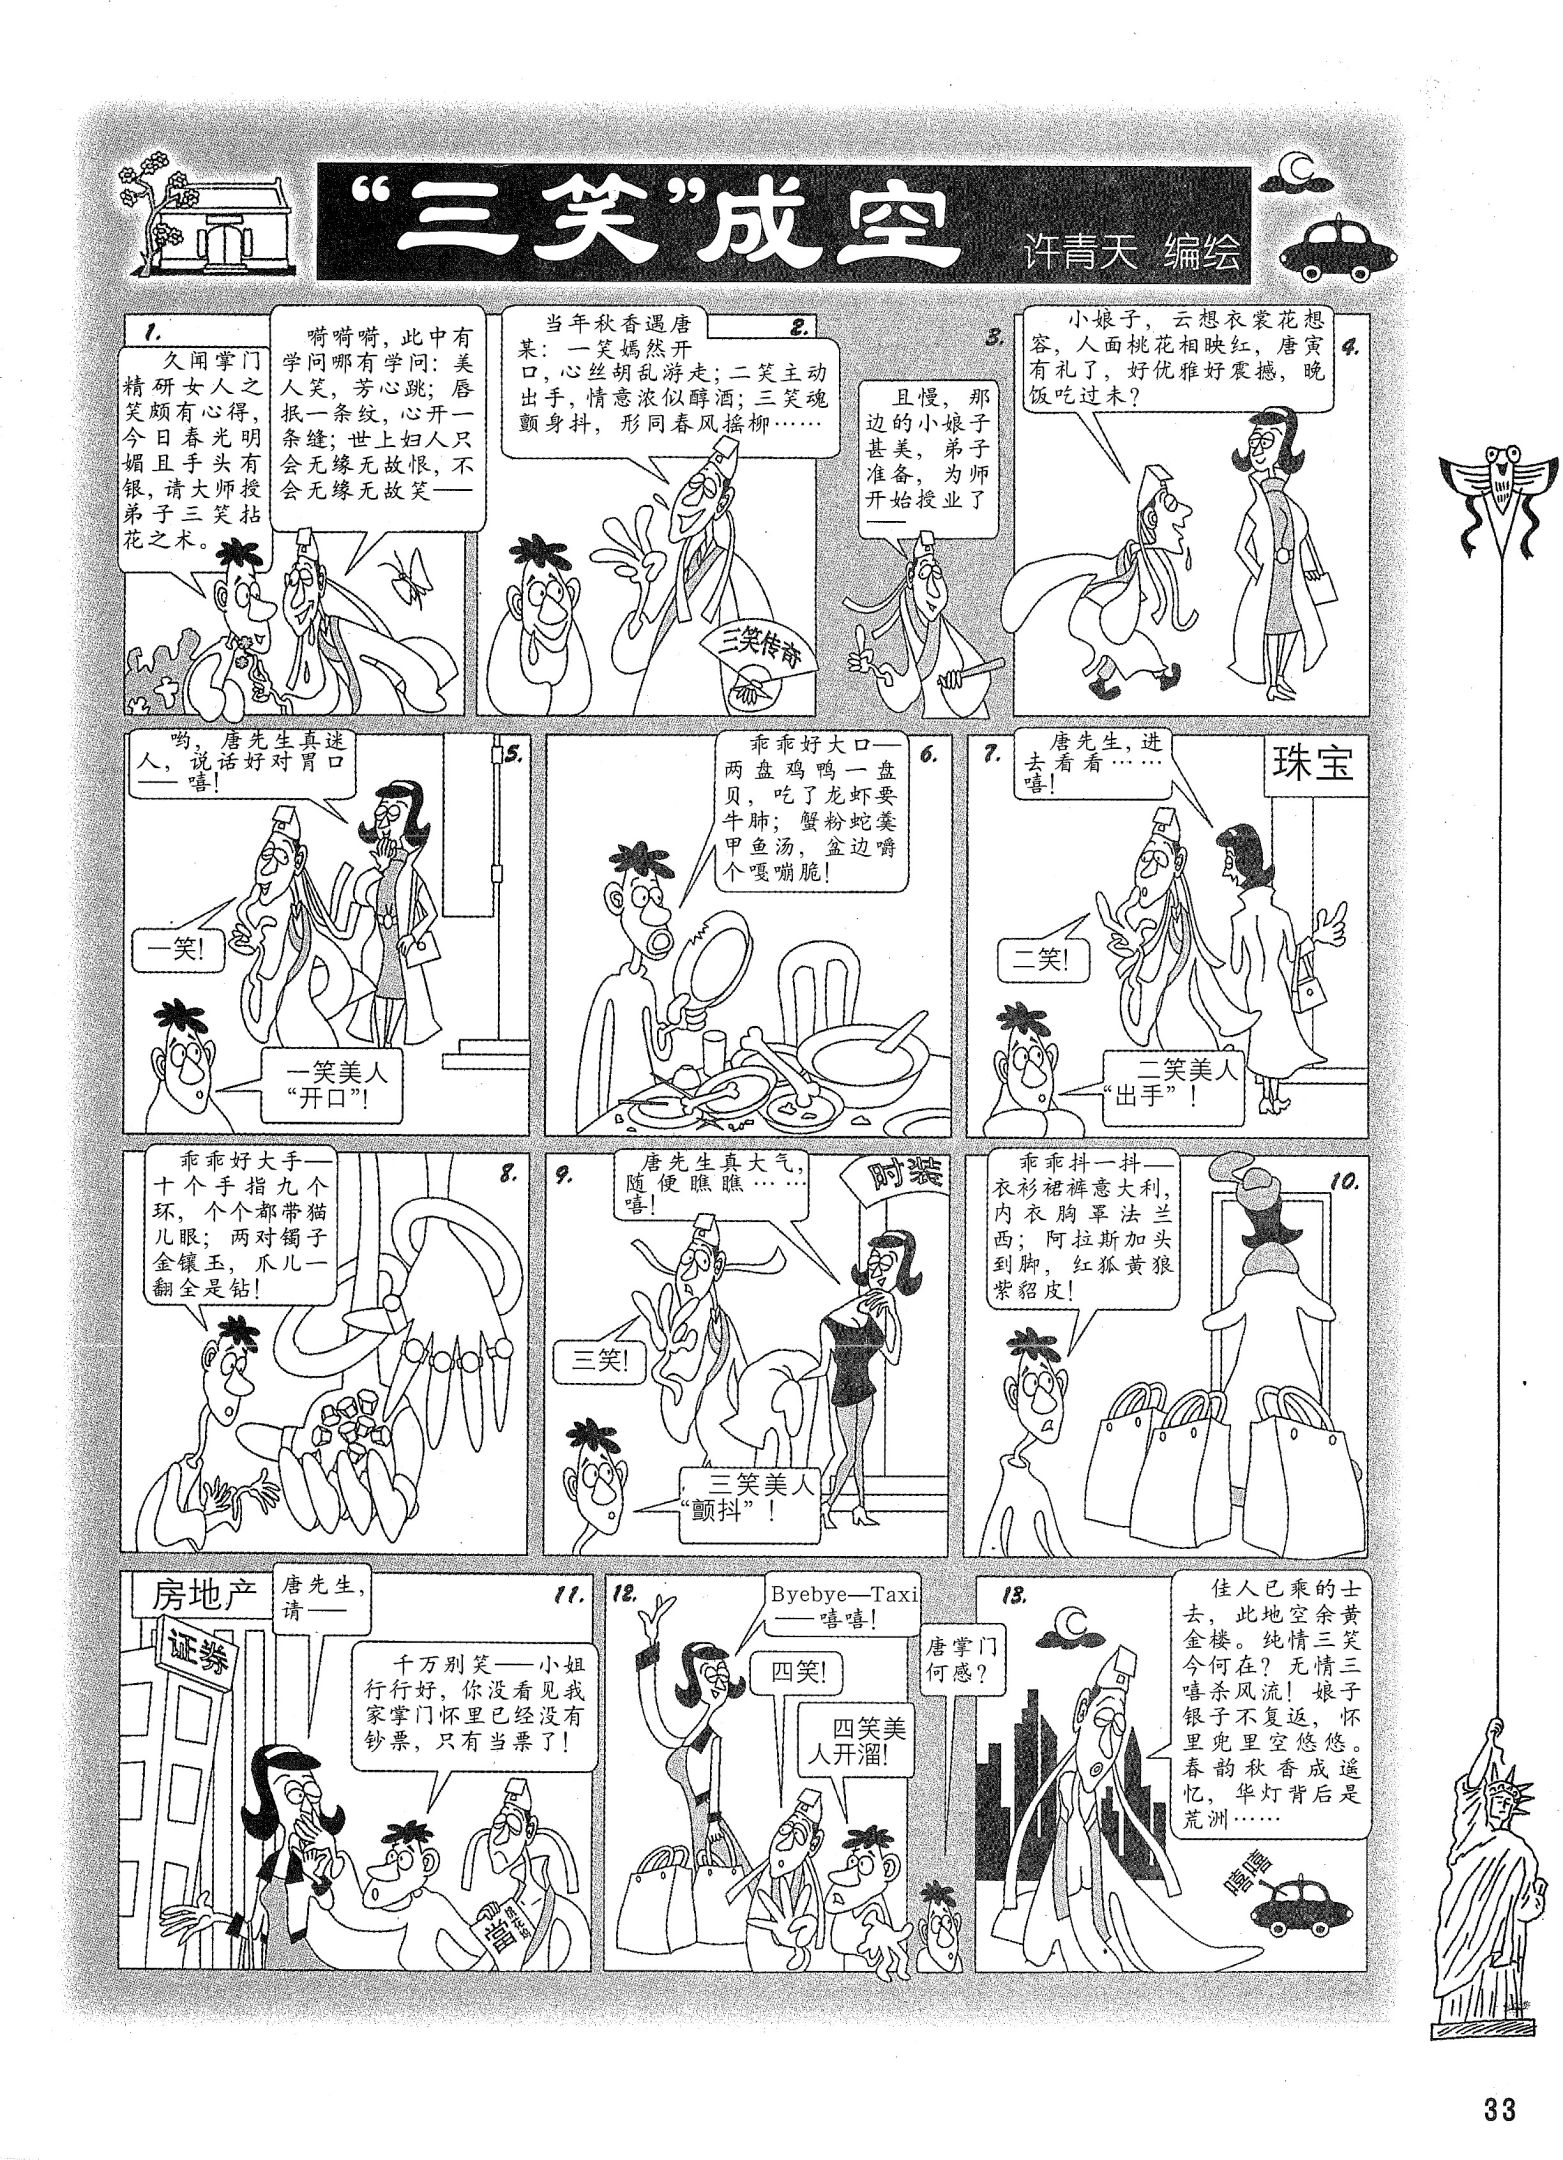 “三笑”成空
许青天 编绘
1.
久闻掌门
精研女人之
笑颇有心得，
今日春光明
媚且手头有
银，请大师授
弟子三笑拈
花之术。
嗬嗬嗬，此中有
学问哪有学问：美
人笑，芳心跳；唇
抿一条纹，心开一
条缝；世上妇人只
会无缘无故恨，不
会无缘无故笑——
2.
当年秋香遇唐
某：一笑嫣然开
口，心丝胡乱游走；二笑主动
出手，情意浓似醇酒；三笑魂
颤身抖，形同春风摇柳……
三笑传奇
3.
且慢，那
边的小娘子
甚美，弟子
准备，为师
开始授业了
——
4.
小娘子，云想衣裳花想
容，人面桃花相映红，唐寅
有礼了，好优雅好震撼，晚
饭吃过未？
5.
哟，唐先生真迷
人，说话好对胃口
——嘻！
一笑！
一笑美人
“开口”！
6.
乖乖好大口—
两盘鸡鸭一盘
贝，吃了龙虾要
牛肺；蟹粉蛇羹
甲鱼汤，盆边嚼
个嘎嘣脆！
7.
唐先生，进
去看看……
嘻！
珠宝
二笑！
二笑美人
“出手”！
8.
乖乖好大手—
十个手指九个
环，个个都带猫
儿眼；两对镯子
金镶玉，爪儿一
翻全是钻！
9.
唐先生真大气，
随便瞧瞧……
嘻！
时装
三笑！
三笑美人
“颤抖”！
10.
乖乖抖一抖—
衣衫裙裤意大利，
内衣胸罩法兰
西；阿拉斯加头
到脚，红狐黄狼
紫貂皮！
11.
房地产
证券
唐先生，
请——
千万别笑——小姐
行行好，你没看见我
家掌门怀里已经没有
钞票，只有当票了！
當
12.
Byebye—Taxi
——嘻嘻！
四笑！
四笑美
人开溜！
唐掌门
何感？
13.
佳人已乘的士
去，此地空余黄
金楼。纯情三笑
今何在？无情三
嘻杀风流！娘子
银子不复返，怀
里兜里空悠悠。
春韵秋香成遥
忆，华灯背后是
荒洲……
嘻嘻
33